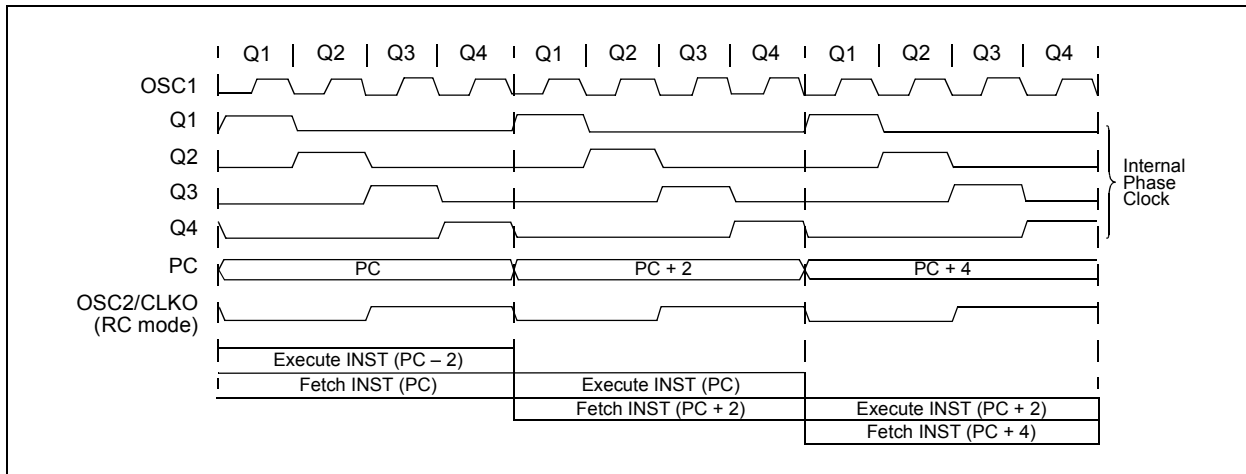 Q1 Q2 Q3 Q4 Q1 Q2 Q3 Q4 Q1 Q2 Q3 Q4
OSC1
Q1
Q2
Q3
Q4
Internal
Phase
Clock
PC PC PC + 2 PC + 4
OSC2/CLKO
(RC mode)
Execute INST (PC – 2)
Fetch INST (PC) Execute INST (PC)
Fetch INST (PC + 2) Execute INST (PC + 2)
Fetch INST (PC + 4)